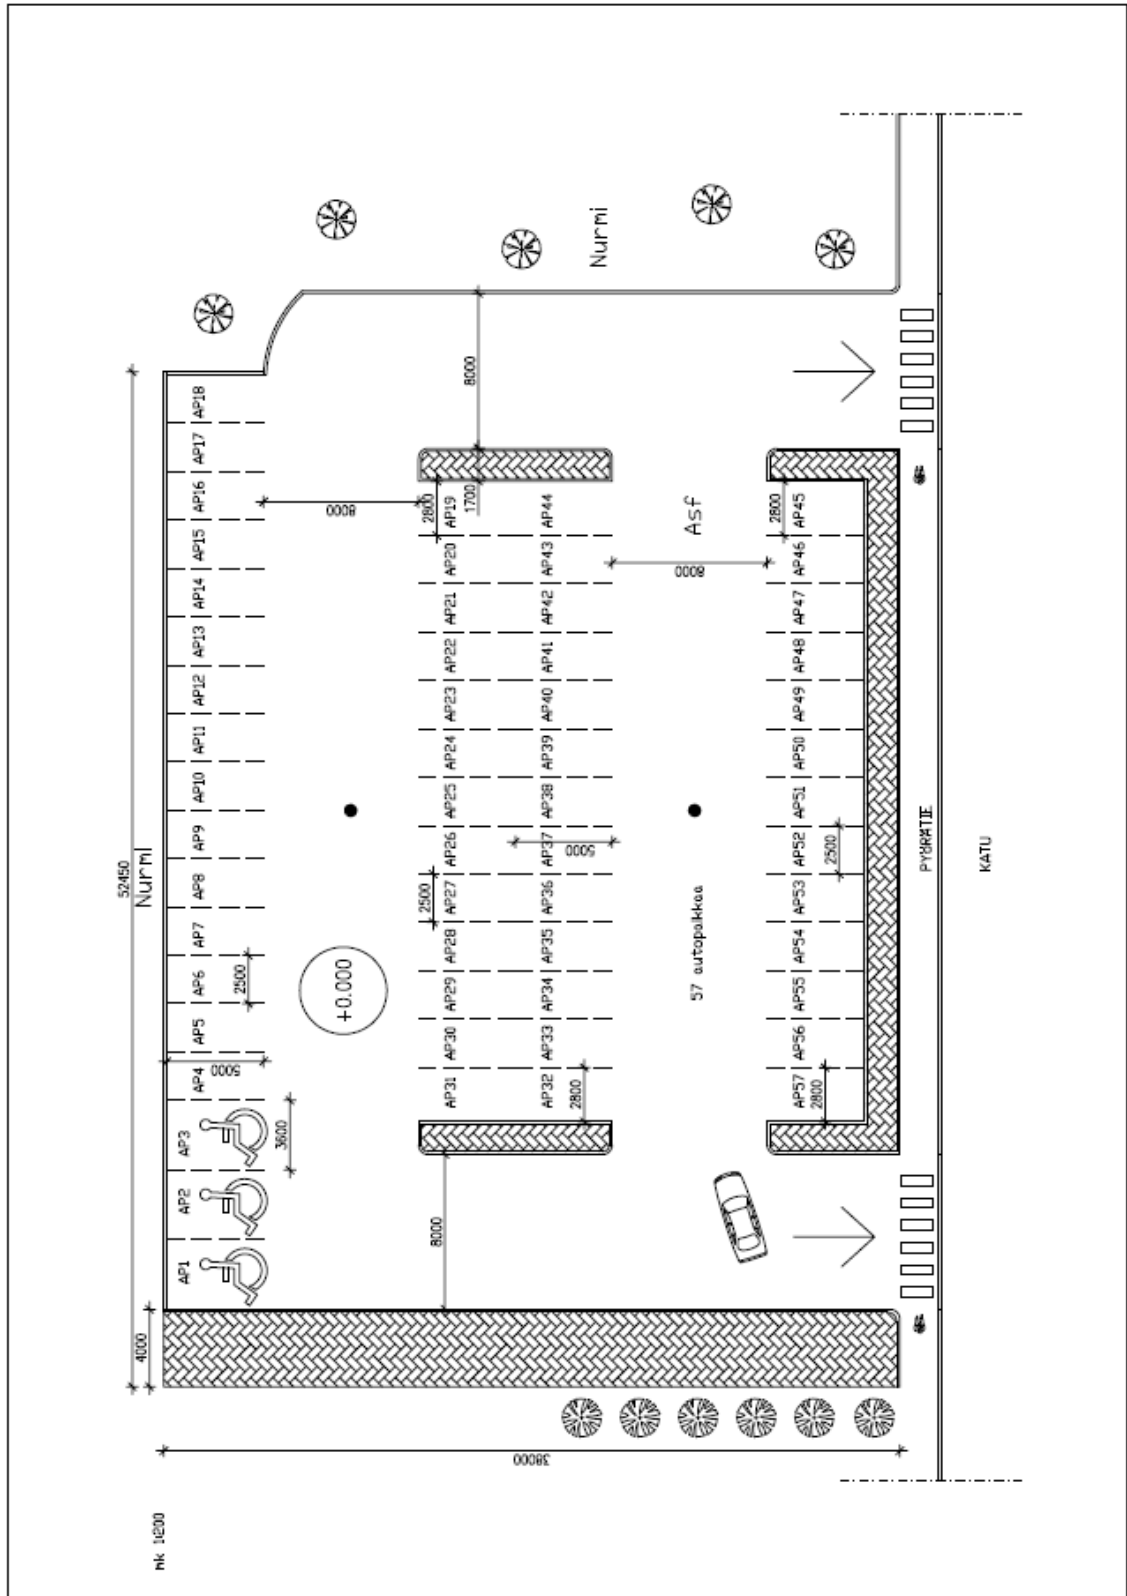 mk 1:200
38000
4000
52450
Nurmi
Nurmi
AP1
AP2
AP3
AP4
AP5
AP6
AP7
AP8
AP9
AP10
AP11
AP12
AP13
AP14
AP15
AP16
AP17
AP18
3600
5000
2500
8000
8000
+0.000
8000
AP31
AP30
AP29
AP28
AP27
AP26
AP25
AP24
AP23
AP22
AP21
AP20
AP19
2500
2800
1700
AP32
AP33
AP34
AP35
AP36
AP37
AP38
AP39
AP40
AP41
AP42
AP43
AP44
2800
5000
57 autopaikkaa
8000
Asf
AP57
AP56
AP55
AP54
AP53
AP52
AP51
AP50
AP49
AP48
AP47
AP46
AP45
2800
2500
2800
PYÖRÄTIE
KATU